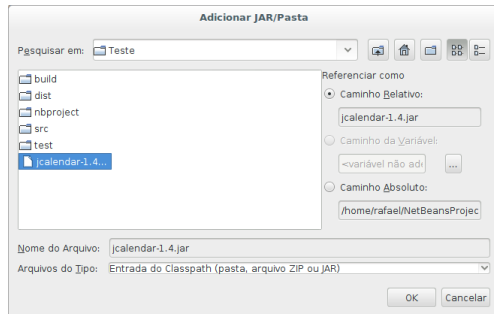 Adicionar JAR/Pasta
Pesquisar em: Teste
build
dist
nbproject
src
test
jcalendar-1.4...
Referenciar como
Caminho Relativo:
jcalendar-1.4.jar
Caminho da Variável:
<variável não ad
...
Caminho Absoluto:
/home/rafael/NetBeansProjec
Nome do Arquivo: jcalendar-1.4.jar
Arquivos do Tipo: Entrada do Classpath (pasta, arquivo ZIP ou JAR)
OK Cancelar